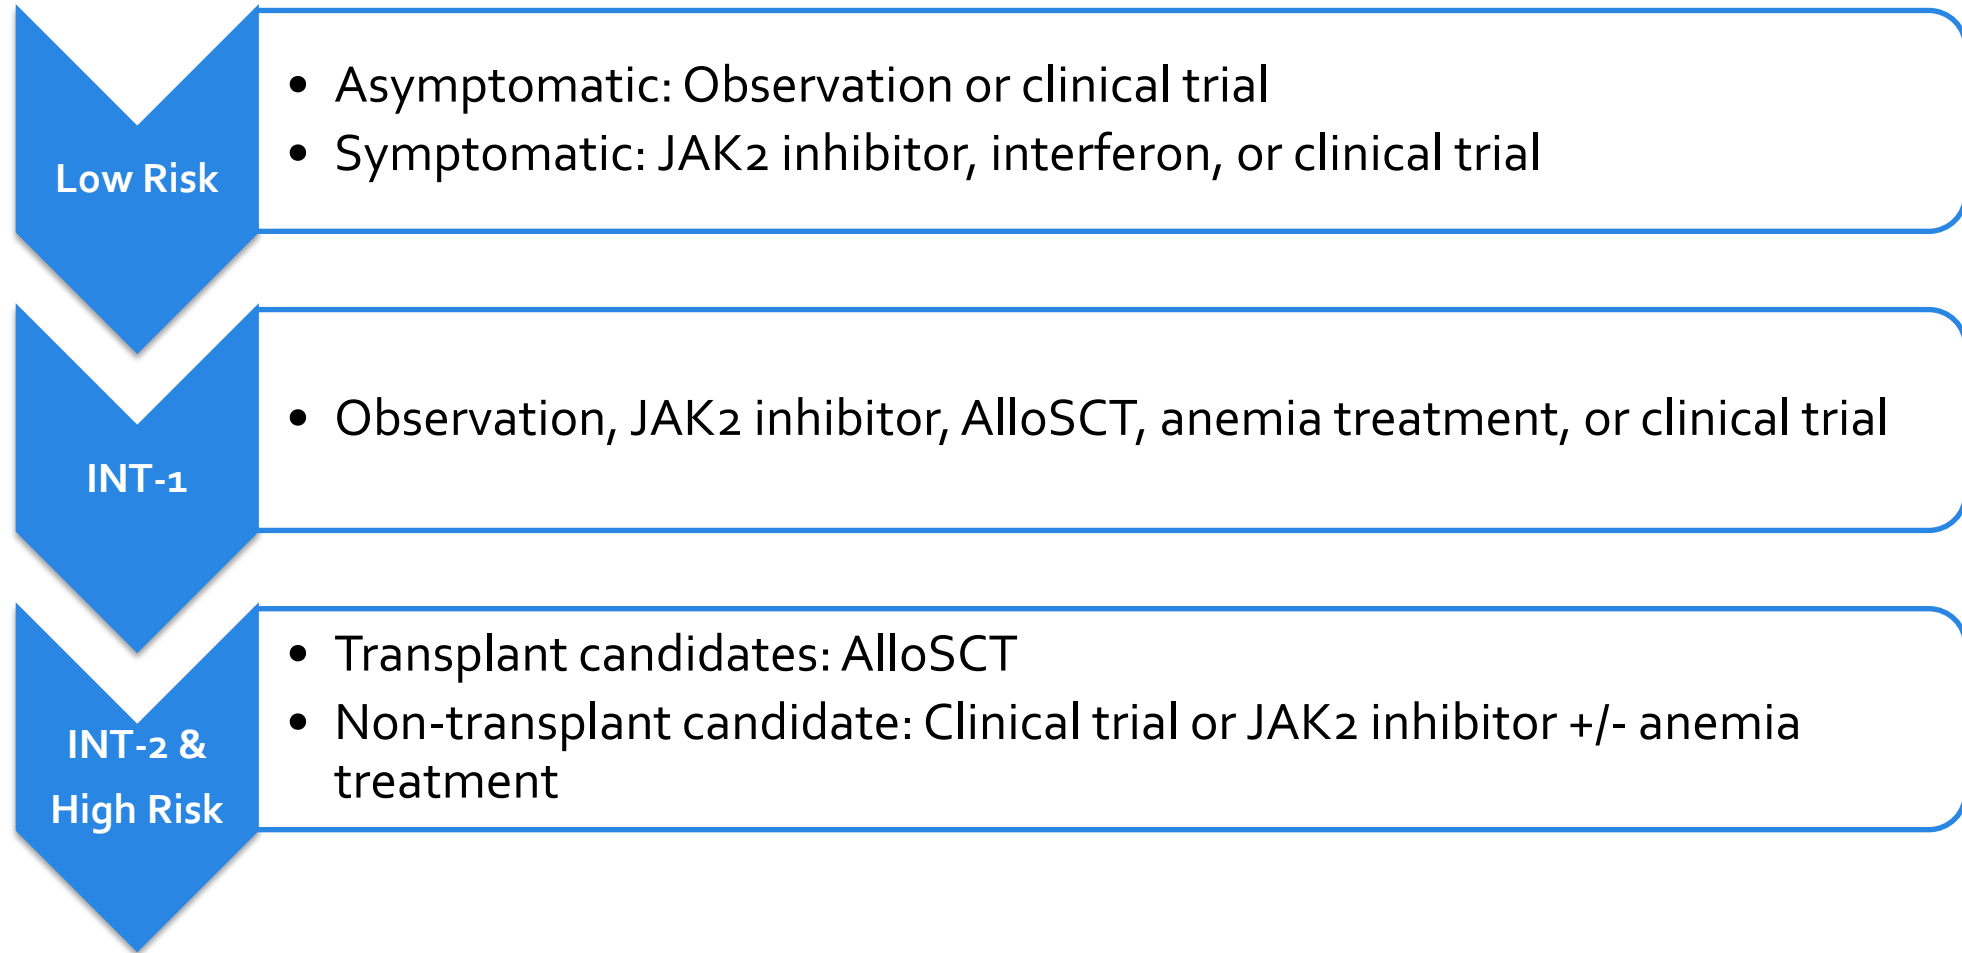 Low Risk
• Asymptomatic: Observation or clinical trial
• Symptomatic: JAK2 inhibitor, interferon, or clinical trial
INT-1
• Observation, JAK2 inhibitor, AlloSCT, anemia treatment, or clinical trial
INT-2 &
High Risk
• Transplant candidates: AlloSCT
• Non-transplant candidate: Clinical trial or JAK2 inhibitor +/- anemia
treatment